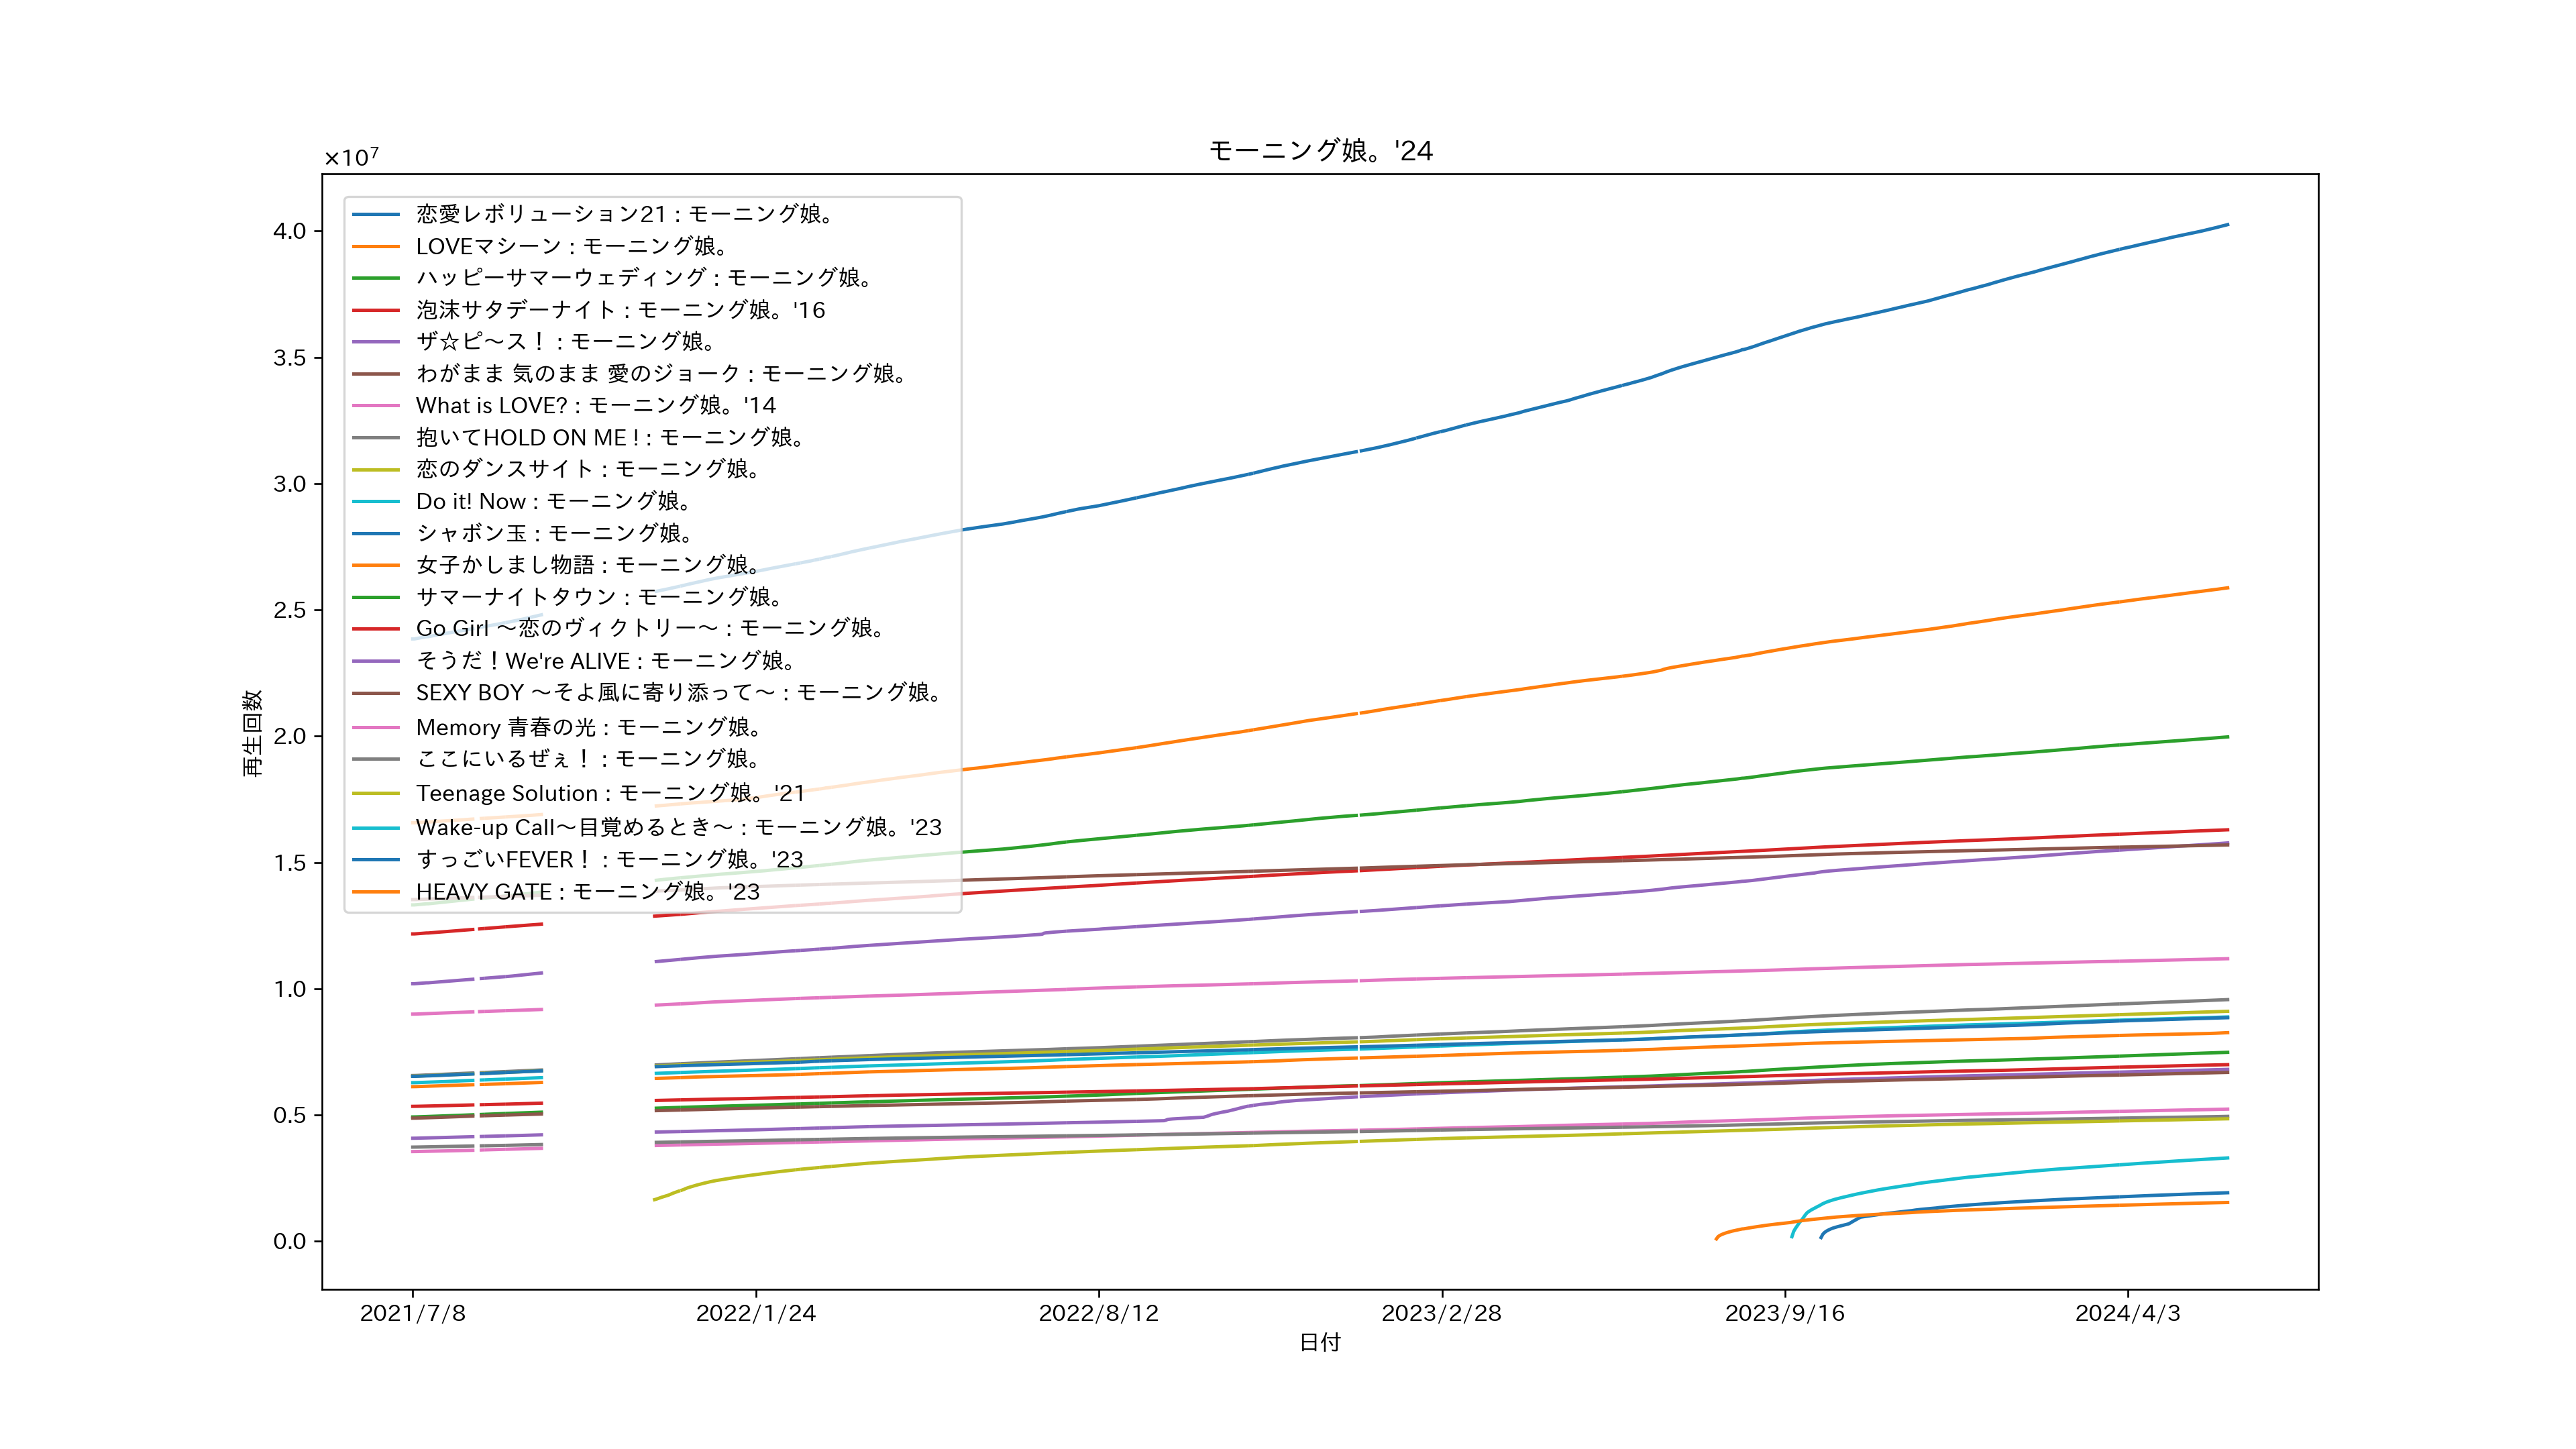 モーニング娘。'24
×10⁷
4.0
3.5
3.0
2.5
2.0
1.5
1.0
0.5
0.0
再生回数
恋愛レボリューション21 : モーニング娘。
LOVEマシーン : モーニング娘。
ハッピーサマーウェディング : モーニング娘。
泡沫サタデーナイト : モーニング娘。'16
ザ☆ピ〜ス！ : モーニング娘。
わがまま 気のまま 愛のジョーク : モーニング娘。
What is LOVE? : モーニング娘。'14
抱いてHOLD ON ME ! : モーニング娘。
恋のダンスサイト : モーニング娘。
Do it! Now : モーニング娘。
シャボン玉 : モーニング娘。
女子かしまし物語 : モーニング娘。
サマーナイトタウン : モーニング娘。
Go Girl 〜恋のヴィクトリー〜 : モーニング娘。
そうだ！We're ALIVE : モーニング娘。
SEXY BOY 〜そよ風に寄り添って〜 : モーニング娘。
Memory 青春の光 : モーニング娘。
ここにいるぜぇ！ : モーニング娘。
Teenage Solution : モーニング娘。'21
Wake-up Call〜目覚めるとき〜 : モーニング娘。'23
すっごいFEVER！ : モーニング娘。'23
HEAVY GATE : モーニング娘。'23
2021/7/8
2022/1/24
2022/8/12
2023/2/28
2023/9/16
2024/4/3
日付